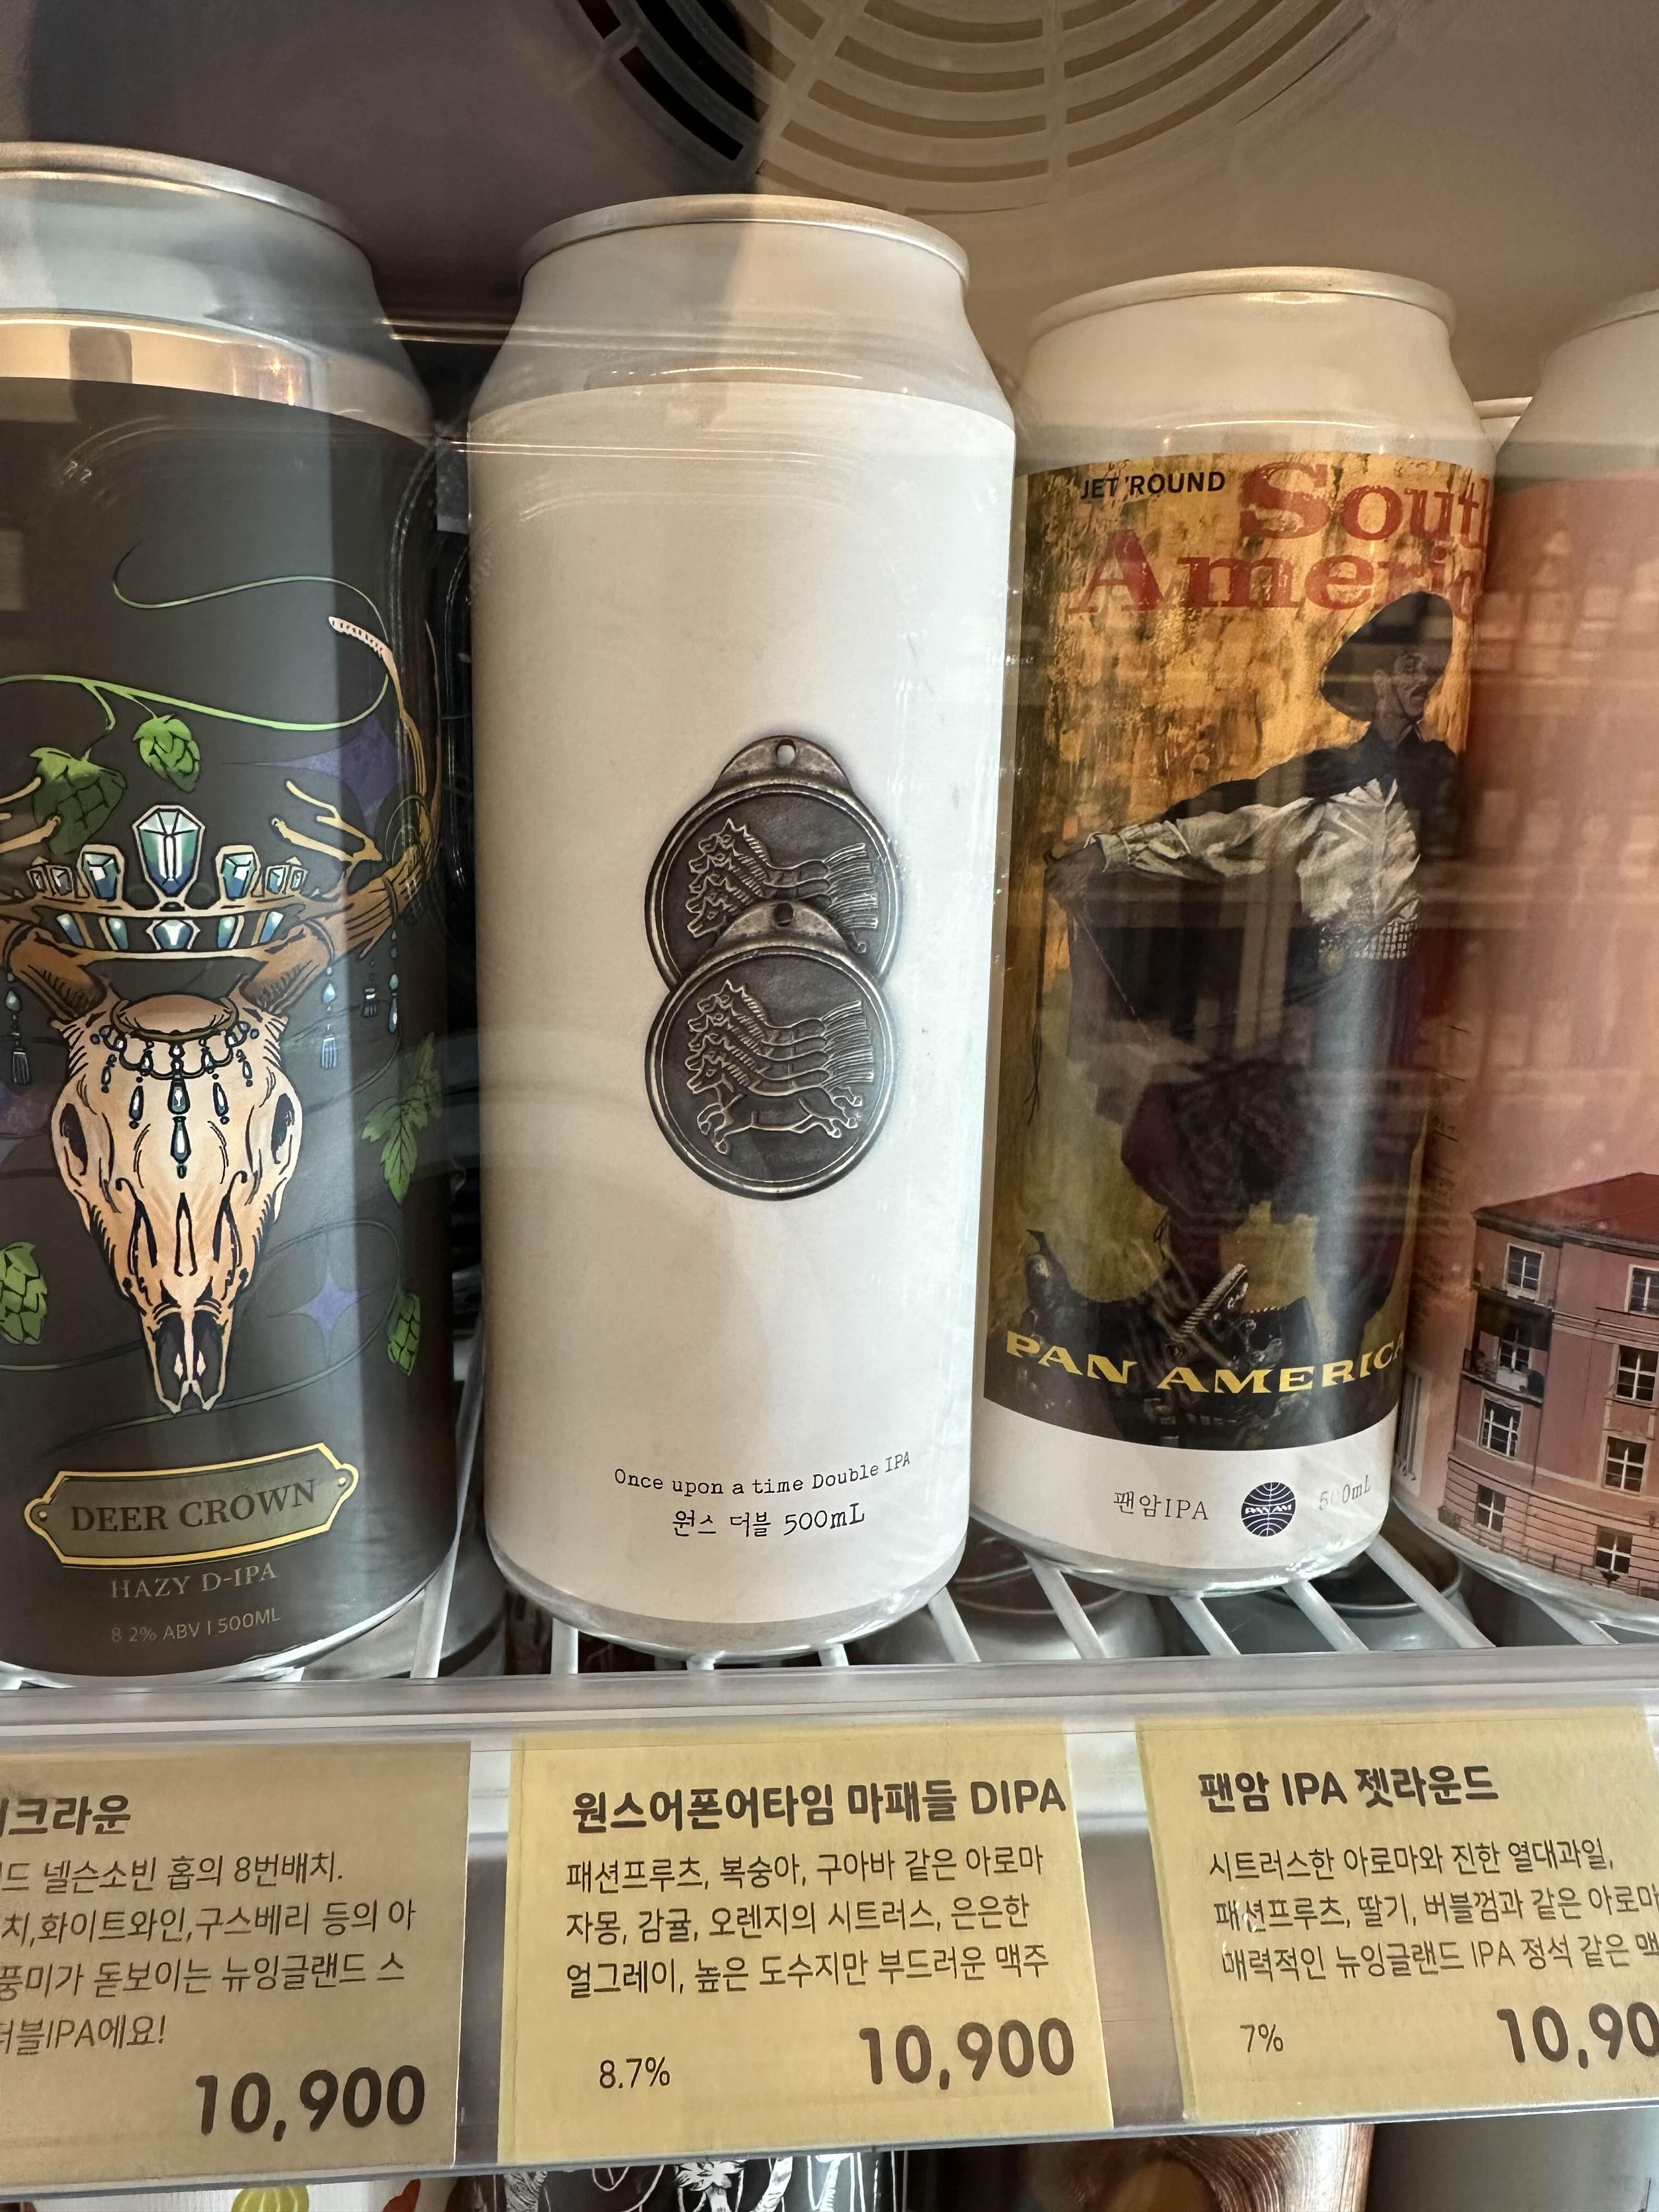 DEER CROWN
HAZY D-IPA
8.2% ABV | 500ML
Once upon a time Double IPA
원스 더블 500mL
JET 'ROUND
South
America
PAN AMERICA
팬암IPA
PAN AM
500mL
크라운
드 넬슨소빈 홉의 8번배치.
치,화이트와인,구스베리 등의 아
풍미가 돋보이는 뉴잉글랜드 스
더블IPA에요!
10,900
원스어폰어타임 마패들 DIPA
패션프루츠, 복숭아, 구아바 같은 아로마
자몽, 감귤, 오렌지의 시트러스, 은은한
얼그레이, 높은 도수지만 부드러운 맥주
8.7% 10,900
팬암 IPA 젯라운드
시트러스한 아로마와 진한 열대과일,
패션프루츠, 딸기, 버블껌과 같은 아로마
매력적인 뉴잉글랜드 IPA 정석 같은 맥
7% 10,90